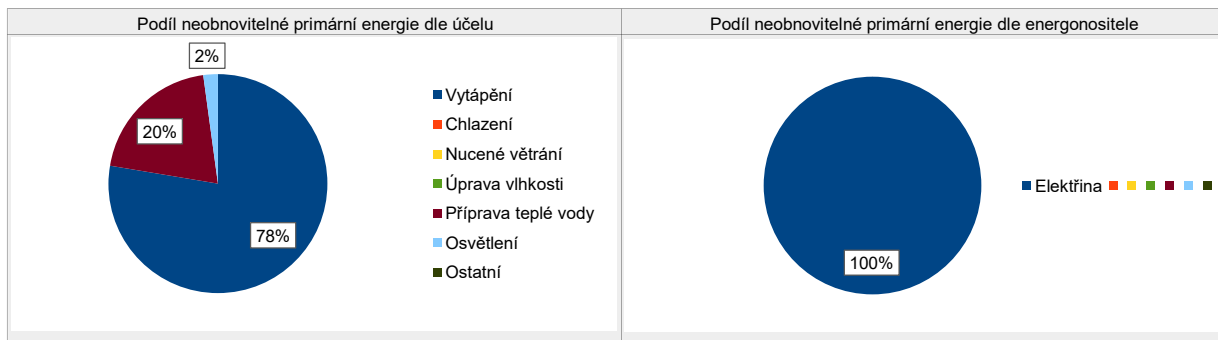 Podíl neobnovitelné primární energie dle účelu
2%
20%
78%
Vytápění
Chlazení
Nucené větrání
Úprava vlhkosti
Příprava teplé vody
Osvětlení
Ostatní
Podíl neobnovitelné primární energie dle energonositele
100%
Elektřina